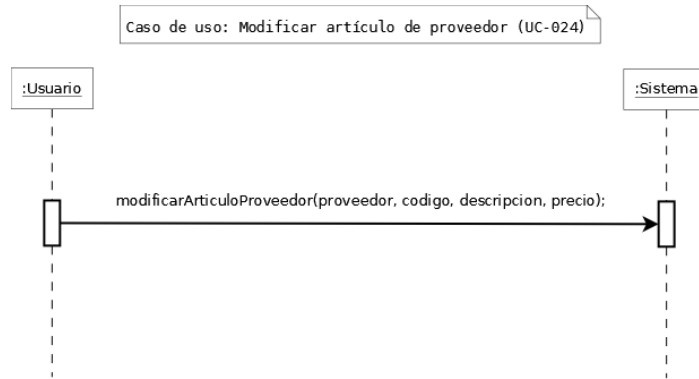 Caso de uso: Modificar artículo de proveedor (UC-024)
:Usuario
:Sistema
modificarArticuloProveedor(proveedor, codigo, descripcion, precio);